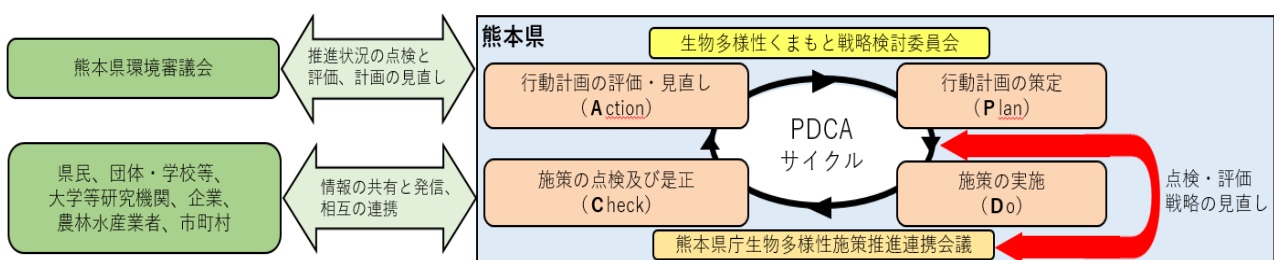 熊本県環境審議会
推進状況の点検と
評価、計画の見直し
県民、団体・学校等、
大学等研究機関、企業、
農林水産業者、市町村
情報の共有と発信、
相互の連携
熊本県
生物多様性くまもと戦略検討委員会
行動計画の評価・見直し
（Action）
行動計画の策定
（Plan）
PDCA
サイクル
施策の点検及び是正
（Check）
施策の実施
（Do）
点検・評価
戦略の見直し
熊本県庁生物多様性施策推進連携会議